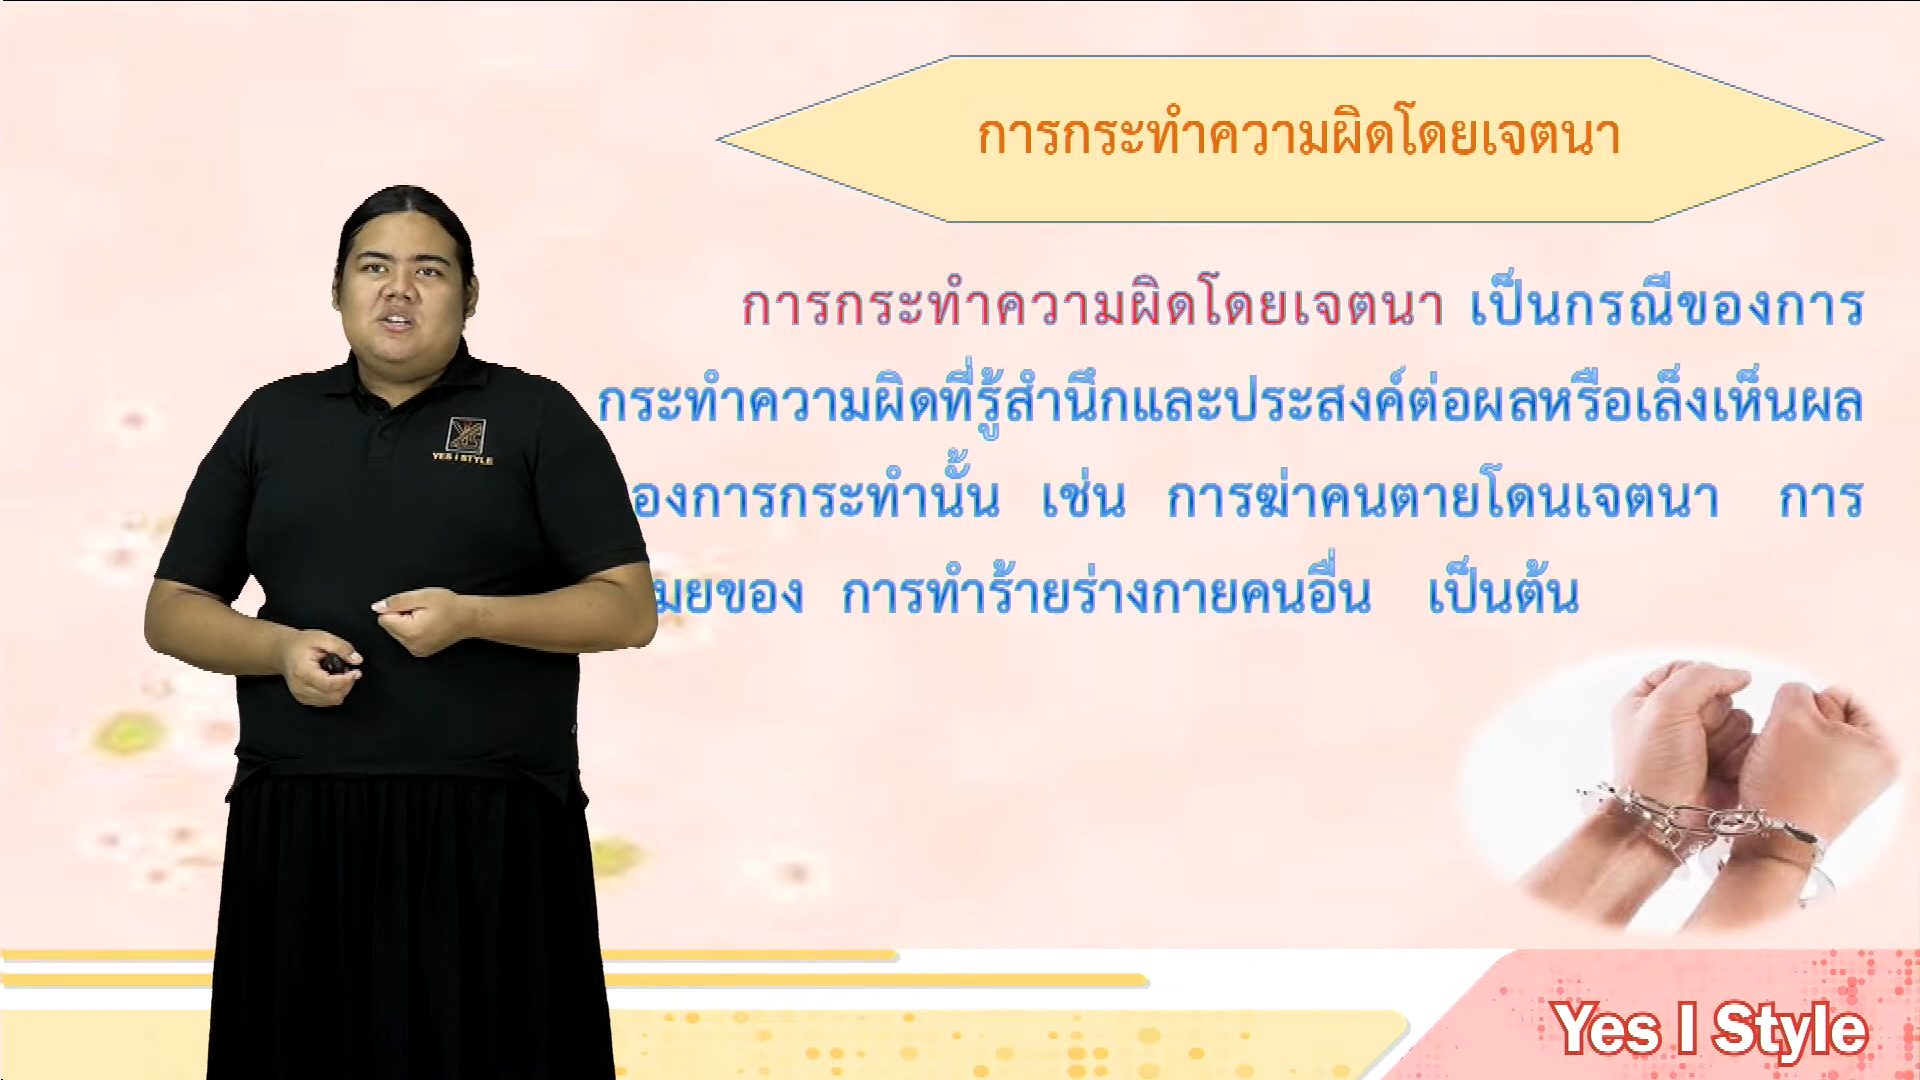 การกระทำความผิดโดยเจตนา
การกระทำความผิดโดยเจตนา เป็นกรณีของการ
กระทำความผิดที่รู้สำนึกและประสงค์ต่อผลหรือเล็งเห็นผล
องการกระทำนั้น เช่น การฆ่าคนตายโดนเจตนา การ
มยของ การทำร้ายร่างกายคนอื่น เป็นต้น
YES I STYLE
Yes I Style